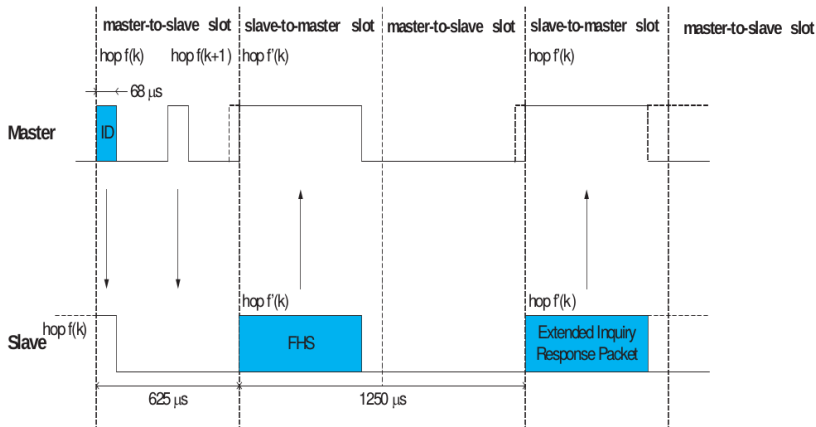 master-to-slave slot slave-to-master slot master-to-slave slot slave-to-master slot master-to-slave slot
hop f(k) hop f(k+1) hop f'(k) hop f'(k)
68 μs
Master
ID
hop f'(k) hop f'(k)
hop f(k)
Slave
FHS
Extended Inquiry
Response Packet
625 μs 1250 μs